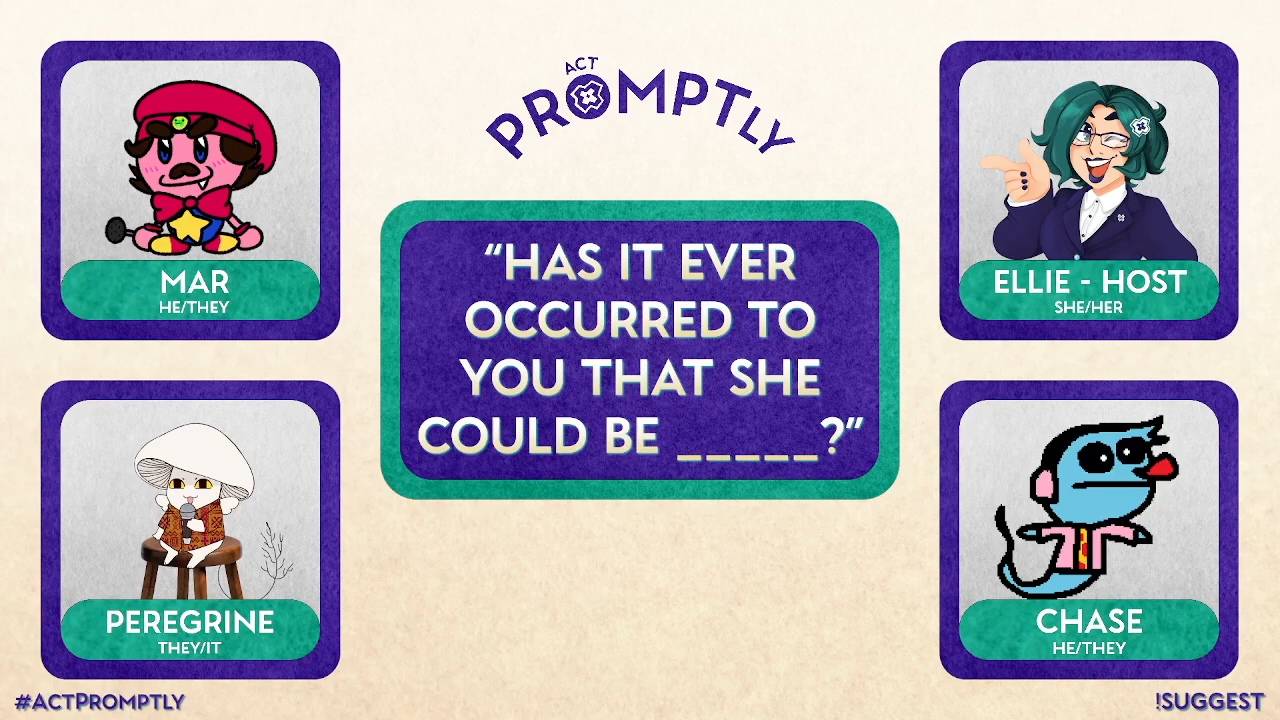 ACT
PROMPTLY
MAR
HE/THEY
ELLIE - HOST
SHE/HER
“HAS IT EVER
OCCURRED TO
YOU THAT SHE
COULD BE _____?”
PEREGRINE
THEY/IT
CHASE
HE/THEY
#ACTPROMPTLY
!SUGGEST